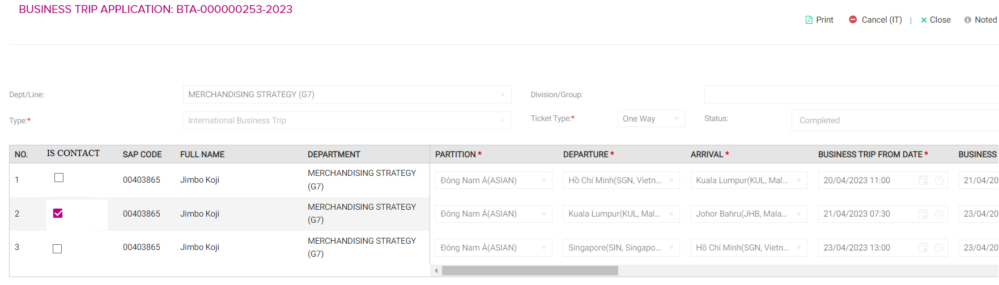 BUSINESS TRIP APPLICATION: BTA-000000253-2023
Print Cancel (IT) | Close Noted
Dept/Line: MERCHANDISING STRATEGY (G7) Division/Group:
Type:* International Business Trip Ticket Type:* One Way Status: Completed
NO. IS CONTACT SAP CODE FULL NAME DEPARTMENT PARTITION * DEPARTURE * ARRIVAL * BUSINESS TRIP FROM DATE * BUSINESS
1 00403865 Jimbo Koji MERCHANDISING STRATEGY (G7) Đông Nam Á(ASIAN) Hồ Chí Minh(SGN, Vietn... Kuala Lumpur(KUL, Mal... 20/04/2023 11:00 21/04/20
2 00403865 Jimbo Koji MERCHANDISING STRATEGY (G7) Đông Nam Á(ASIAN) Kuala Lumpur(KUL, Mal... Johor Bahru(JHB, Mala... 21/04/2023 07:30 23/04/20
3 00403865 Jimbo Koji MERCHANDISING STRATEGY (G7) Đông Nam Á(ASIAN) Singapore(SIN, Singapo... Hồ Chí Minh(SGN, Vietn... 23/04/2023 13:00 23/04/20